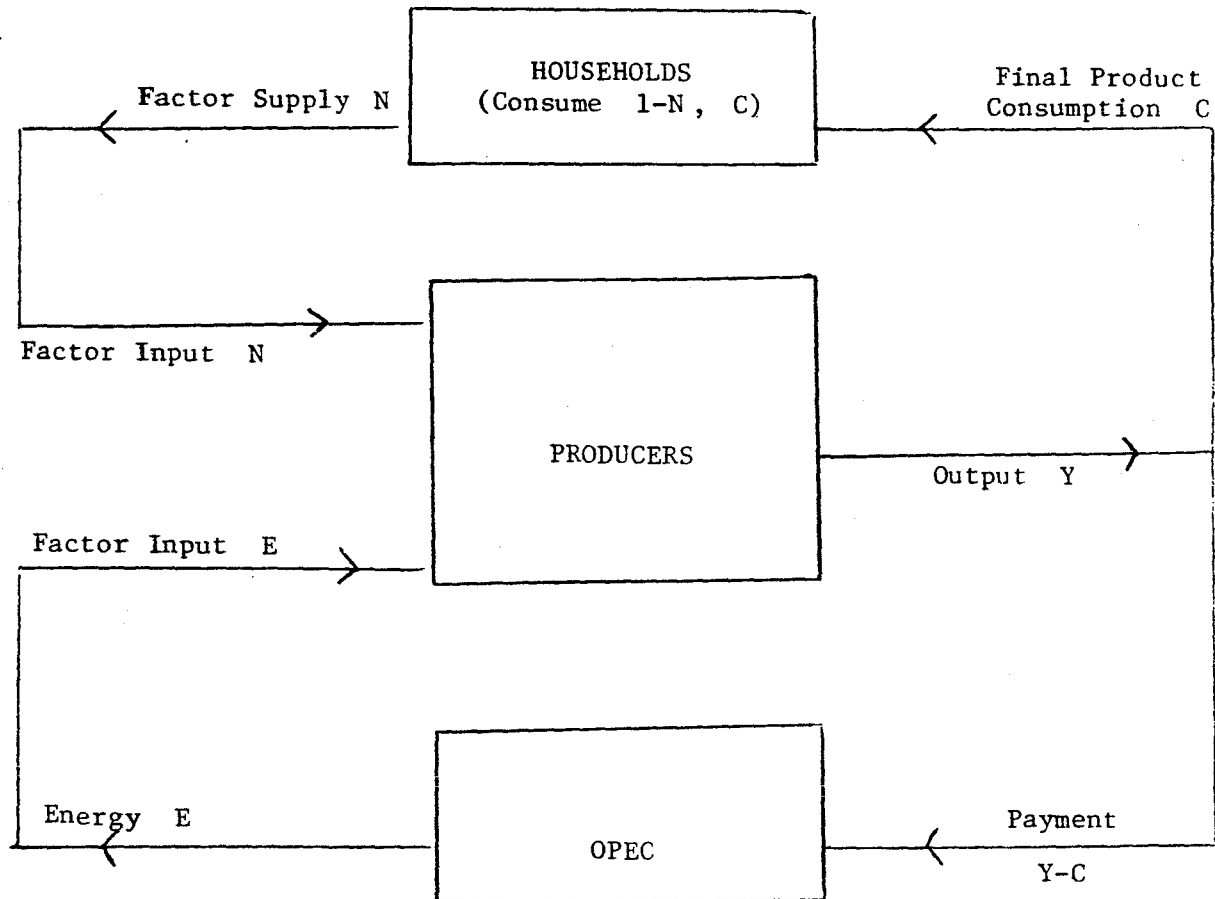 HOUSEHOLDS
(Consume 1-N , C)
Factor Supply N
Final Product
Consumption C
Factor Input N
PRODUCERS
Output Y
Factor Input E
Energy E
OPEC
Payment
Y-C